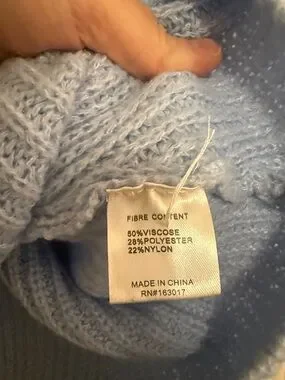 FIBRE CONTENT
50%VISCOSE
28%POLYESTER
22%NYLON
MADE IN CHINA
RN#163017